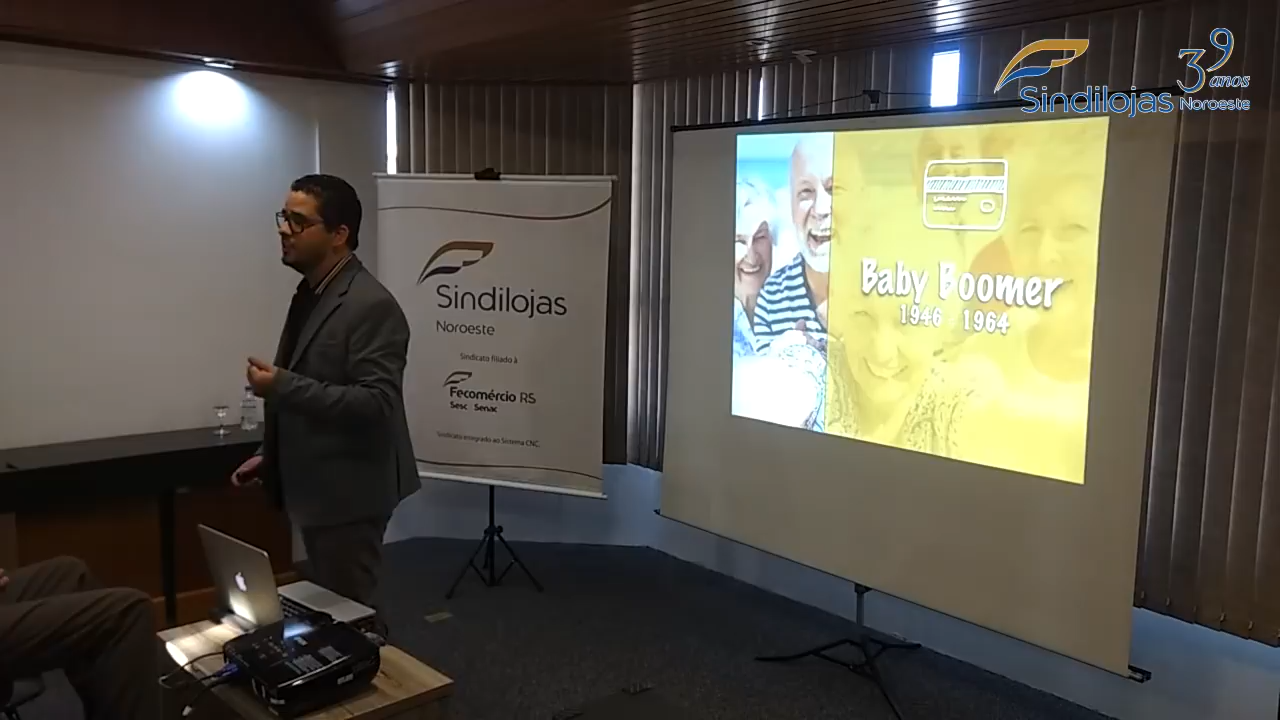 Sindilojas
Noroeste
39
anos
Sindilojas
Noroeste
Sindicato filiado à
Fecomércio RS
Sesc Senac
Sindicato integrado ao Sistema CNC.
Baby Boomer
1946 1964